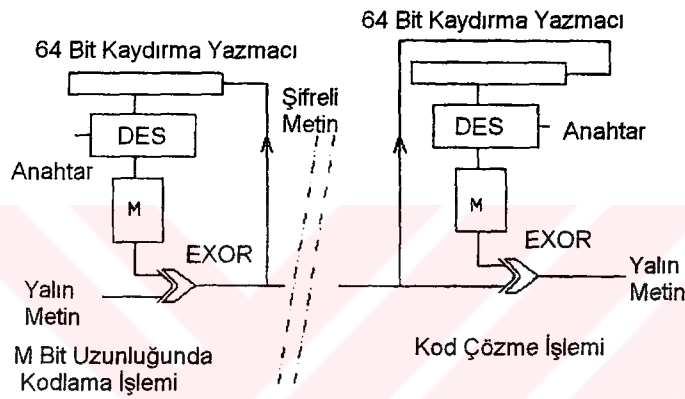 64 Bit Kaydırma Yazmacı
DES
Anahtar
M
EXOR
Yalın
Metin
M Bit Uzunluğunda
Kodlama İşlemi
Şifreli
Metin
64 Bit Kaydırma Yazmacı
DES
Anahtar
M
EXOR
Yalın
Metin
Kod Çözme İşlemi